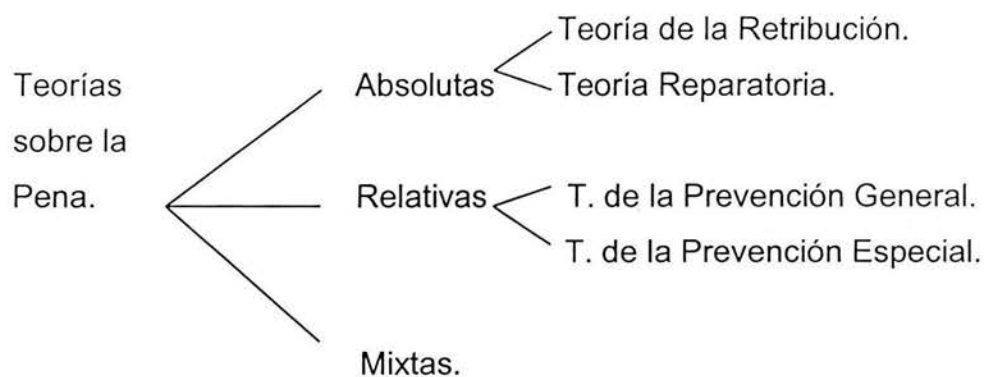 Teorías
sobre la
Pena.
Absolutas
Teoría de la Retribución.
Teoría Reparatoria.
Relativas
T. de la Prevención General.
T. de la Prevención Especial.
Mixtas.